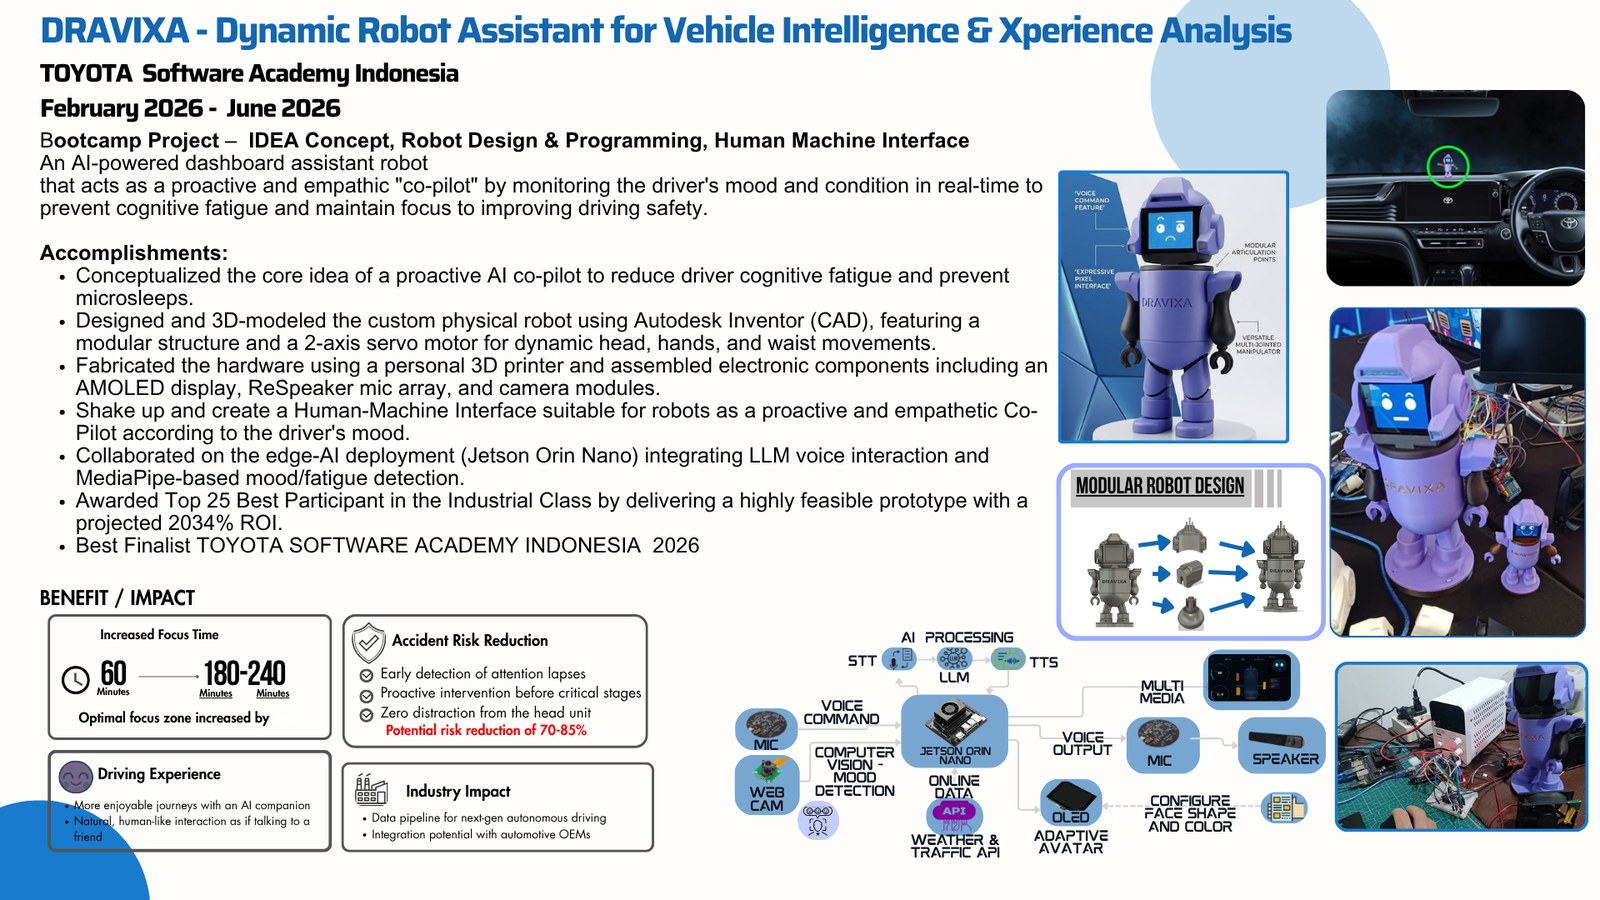 DRAVIXA - Dynamic Robot Assistant for Vehicle Intelligence & Xperience Analysis
TOYOTA Software Academy Indonesia
February 2026 - June 2026
Bootcamp Project – IDEA Concept, Robot Design & Programming, Human Machine Interface
An AI-powered dashboard assistant robot
that acts as a proactive and empathic "co-pilot" by monitoring the driver's mood and condition in real-time to
prevent cognitive fatigue and maintain focus to improving driving safety.
Accomplishments:
• Conceptualized the core idea of a proactive AI co-pilot to reduce driver cognitive fatigue and prevent
microsleeps.
• Designed and 3D-modeled the custom physical robot using Autodesk Inventor (CAD), featuring a
modular structure and a 2-axis servo motor for dynamic head, hands, and waist movements.
• Fabricated the hardware using a personal 3D printer and assembled electronic components including an
AMOLED display, ReSpeaker mic array, and camera modules.
• Shake up and create a Human-Machine Interface suitable for robots as a proactive and empathetic Co-
Pilot according to the driver's mood.
• Collaborated on the edge-AI deployment (Jetson Orin Nano) integrating LLM voice interaction and
MediaPipe-based mood/fatigue detection.
• Awarded Top 25 Best Participant in the Industrial Class by delivering a highly feasible prototype with a
projected 2034% ROI.
• Best Finalist TOYOTA SOFTWARE ACADEMY INDONESIA 2026
BENEFIT / IMPACT
Increased Focus Time
60 180-240
Minutes Minutes Minutes
Optimal focus zone increased by
Accident Risk Reduction
Early detection of attention lapses
Proactive intervention before critical stages
Zero distraction from the head unit
Potential risk reduction of 70-85%
Driving Experience
• More enjoyable journeys with an AI companion
• Natural, human-like interaction as if talking to a
friend
Industry Impact
• Data pipeline for next-gen autonomous driving
• Integration potential with automotive OEMs
'VOICE
COMMAND
FEATURE'
'EXPRESSIVE
PIXEL
INTERFACE'
MODULAR
ARTICULATION
POINTS
VERSATILE
MULTI-JOINTED
MANIPULATOR
DRAVIXA
MODULAR ROBOT DESIGN
DRAVIXA
DRAVIXA
DRAVIXA
AI PROCESSING
STT
LLM
TTS
VOICE
COMMAND
MIC
WEB
CAM
COMPUTER
VISION -
MOOD
DETECTION
JETSON ORIN
NANO
ONLINE
DATA
API
WEATHER &
TRAFFIC API
MULTI
MEDIA
VOICE
OUTPUT
MIC
SPEAKER
OLED
ADAPTIVE
AVATAR
CONFIGURE
FACE SHAPE
AND COLOR